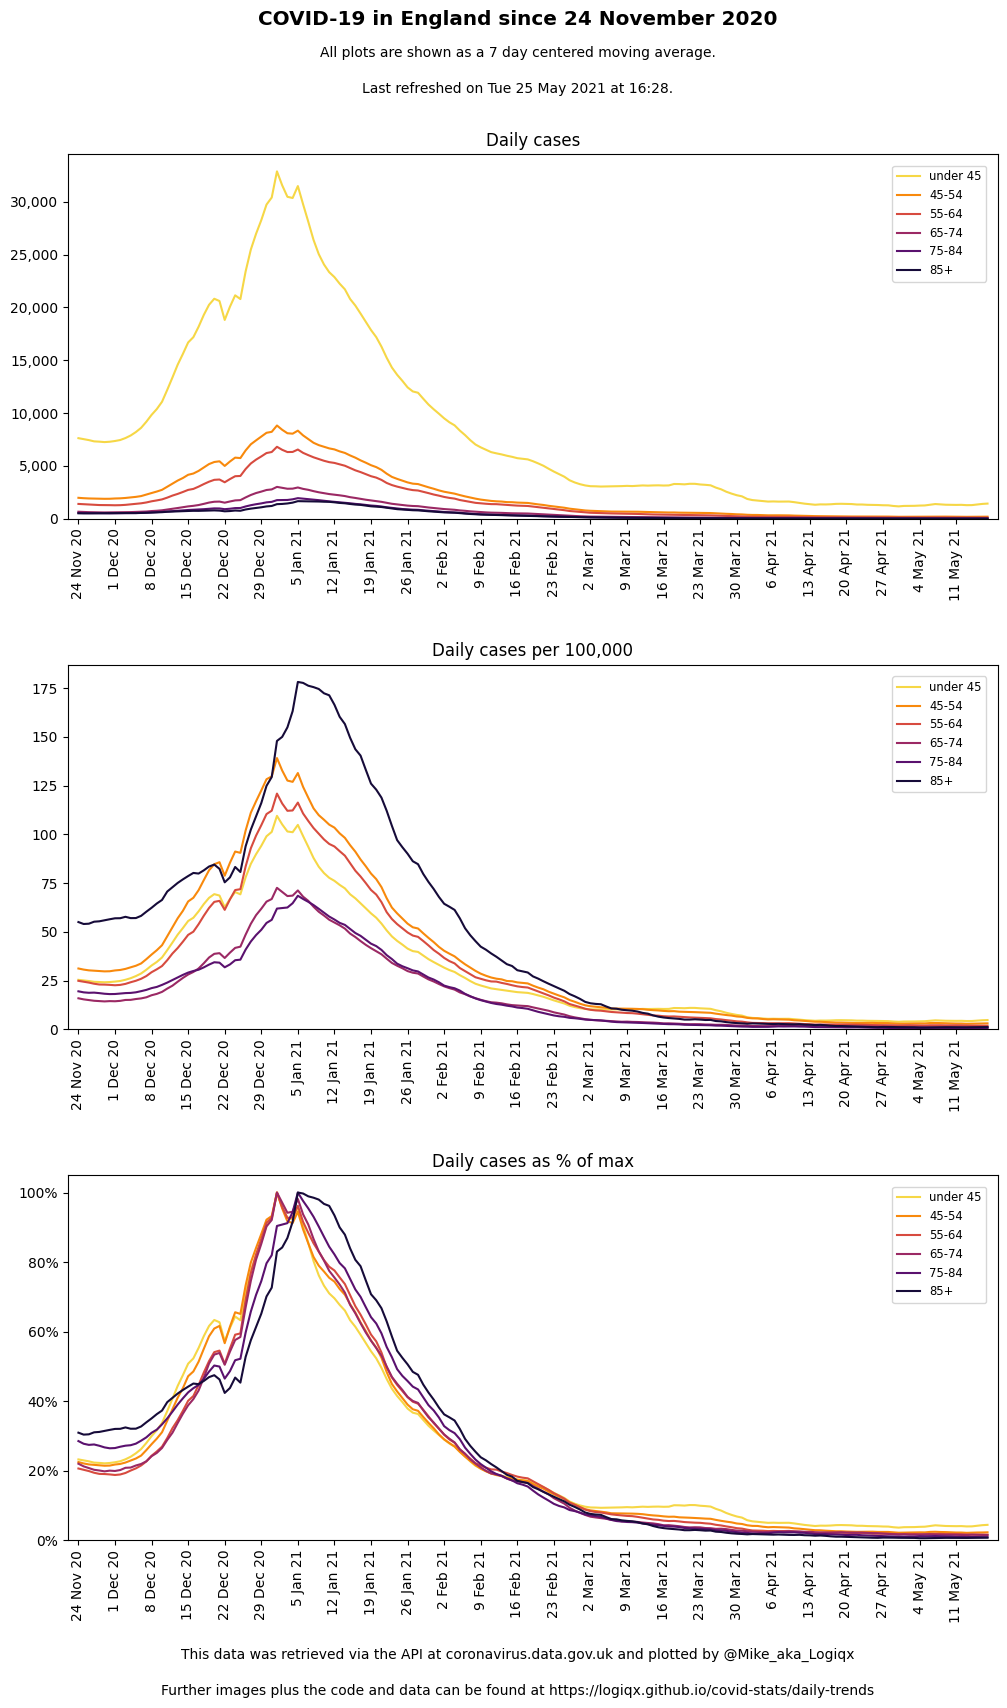 COVID-19 in England since 24 November 2020
All plots are shown as a 7 day centered moving average.
Last refreshed on Tue 25 May 2021 at 16:28.
Daily cases
30,000
25,000
20,000
15,000
10,000
5,000
0
under 45
45-54
55-64
65-74
75-84
85+
24 Nov 20
1 Dec 20
8 Dec 20
15 Dec 20
22 Dec 20
29 Dec 20
5 Jan 21
12 Jan 21
19 Jan 21
26 Jan 21
2 Feb 21
9 Feb 21
16 Feb 21
23 Feb 21
2 Mar 21
9 Mar 21
16 Mar 21
23 Mar 21
30 Mar 21
6 Apr 21
13 Apr 21
20 Apr 21
27 Apr 21
4 May 21
11 May 21
Daily cases per 100,000
175
150
125
100
75
50
25
0
under 45
45-54
55-64
65-74
75-84
85+
24 Nov 20
1 Dec 20
8 Dec 20
15 Dec 20
22 Dec 20
29 Dec 20
5 Jan 21
12 Jan 21
19 Jan 21
26 Jan 21
2 Feb 21
9 Feb 21
16 Feb 21
23 Feb 21
2 Mar 21
9 Mar 21
16 Mar 21
23 Mar 21
30 Mar 21
6 Apr 21
13 Apr 21
20 Apr 21
27 Apr 21
4 May 21
11 May 21
Daily cases as % of max
100%
80%
60%
40%
20%
0%
under 45
45-54
55-64
65-74
75-84
85+
24 Nov 20
1 Dec 20
8 Dec 20
15 Dec 20
22 Dec 20
29 Dec 20
5 Jan 21
12 Jan 21
19 Jan 21
26 Jan 21
2 Feb 21
9 Feb 21
16 Feb 21
23 Feb 21
2 Mar 21
9 Mar 21
16 Mar 21
23 Mar 21
30 Mar 21
6 Apr 21
13 Apr 21
20 Apr 21
27 Apr 21
4 May 21
11 May 21
This data was retrieved via the API at coronavirus.data.gov.uk and plotted by @Mike_aka_Logiqx
Further images plus the code and data can be found at https://logiqx.github.io/covid-stats/daily-trends